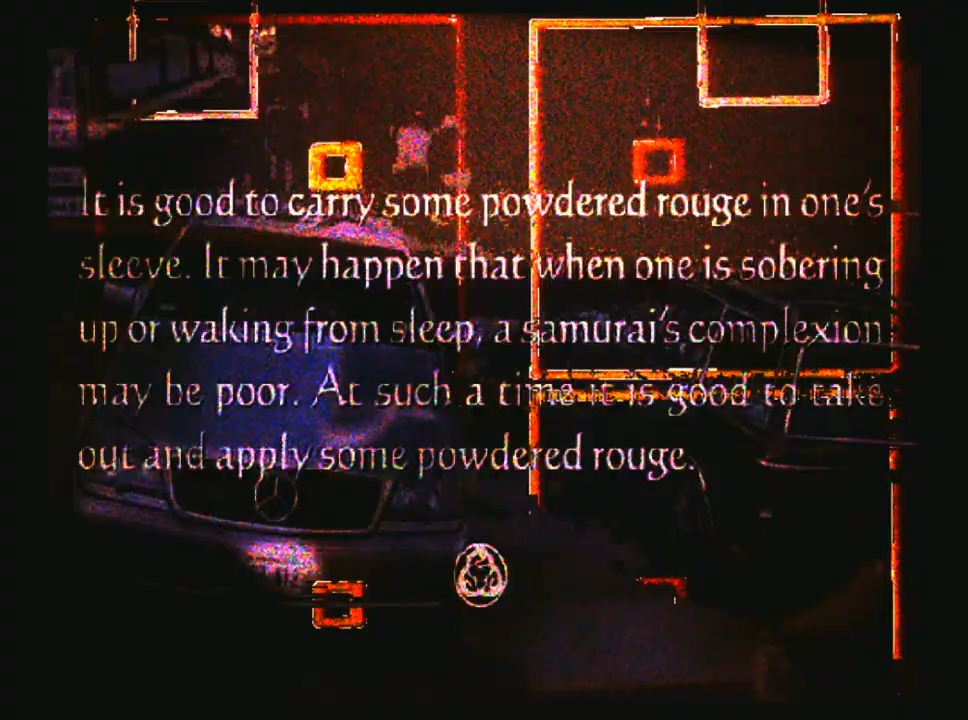 It is good to carry some powdered rouge in one's
sleeve. It may happen that when one is sobering
up or waking from sleep, a samurai's complexion
may be poor. At such a time it is good to take
out and apply some powdered rouge.